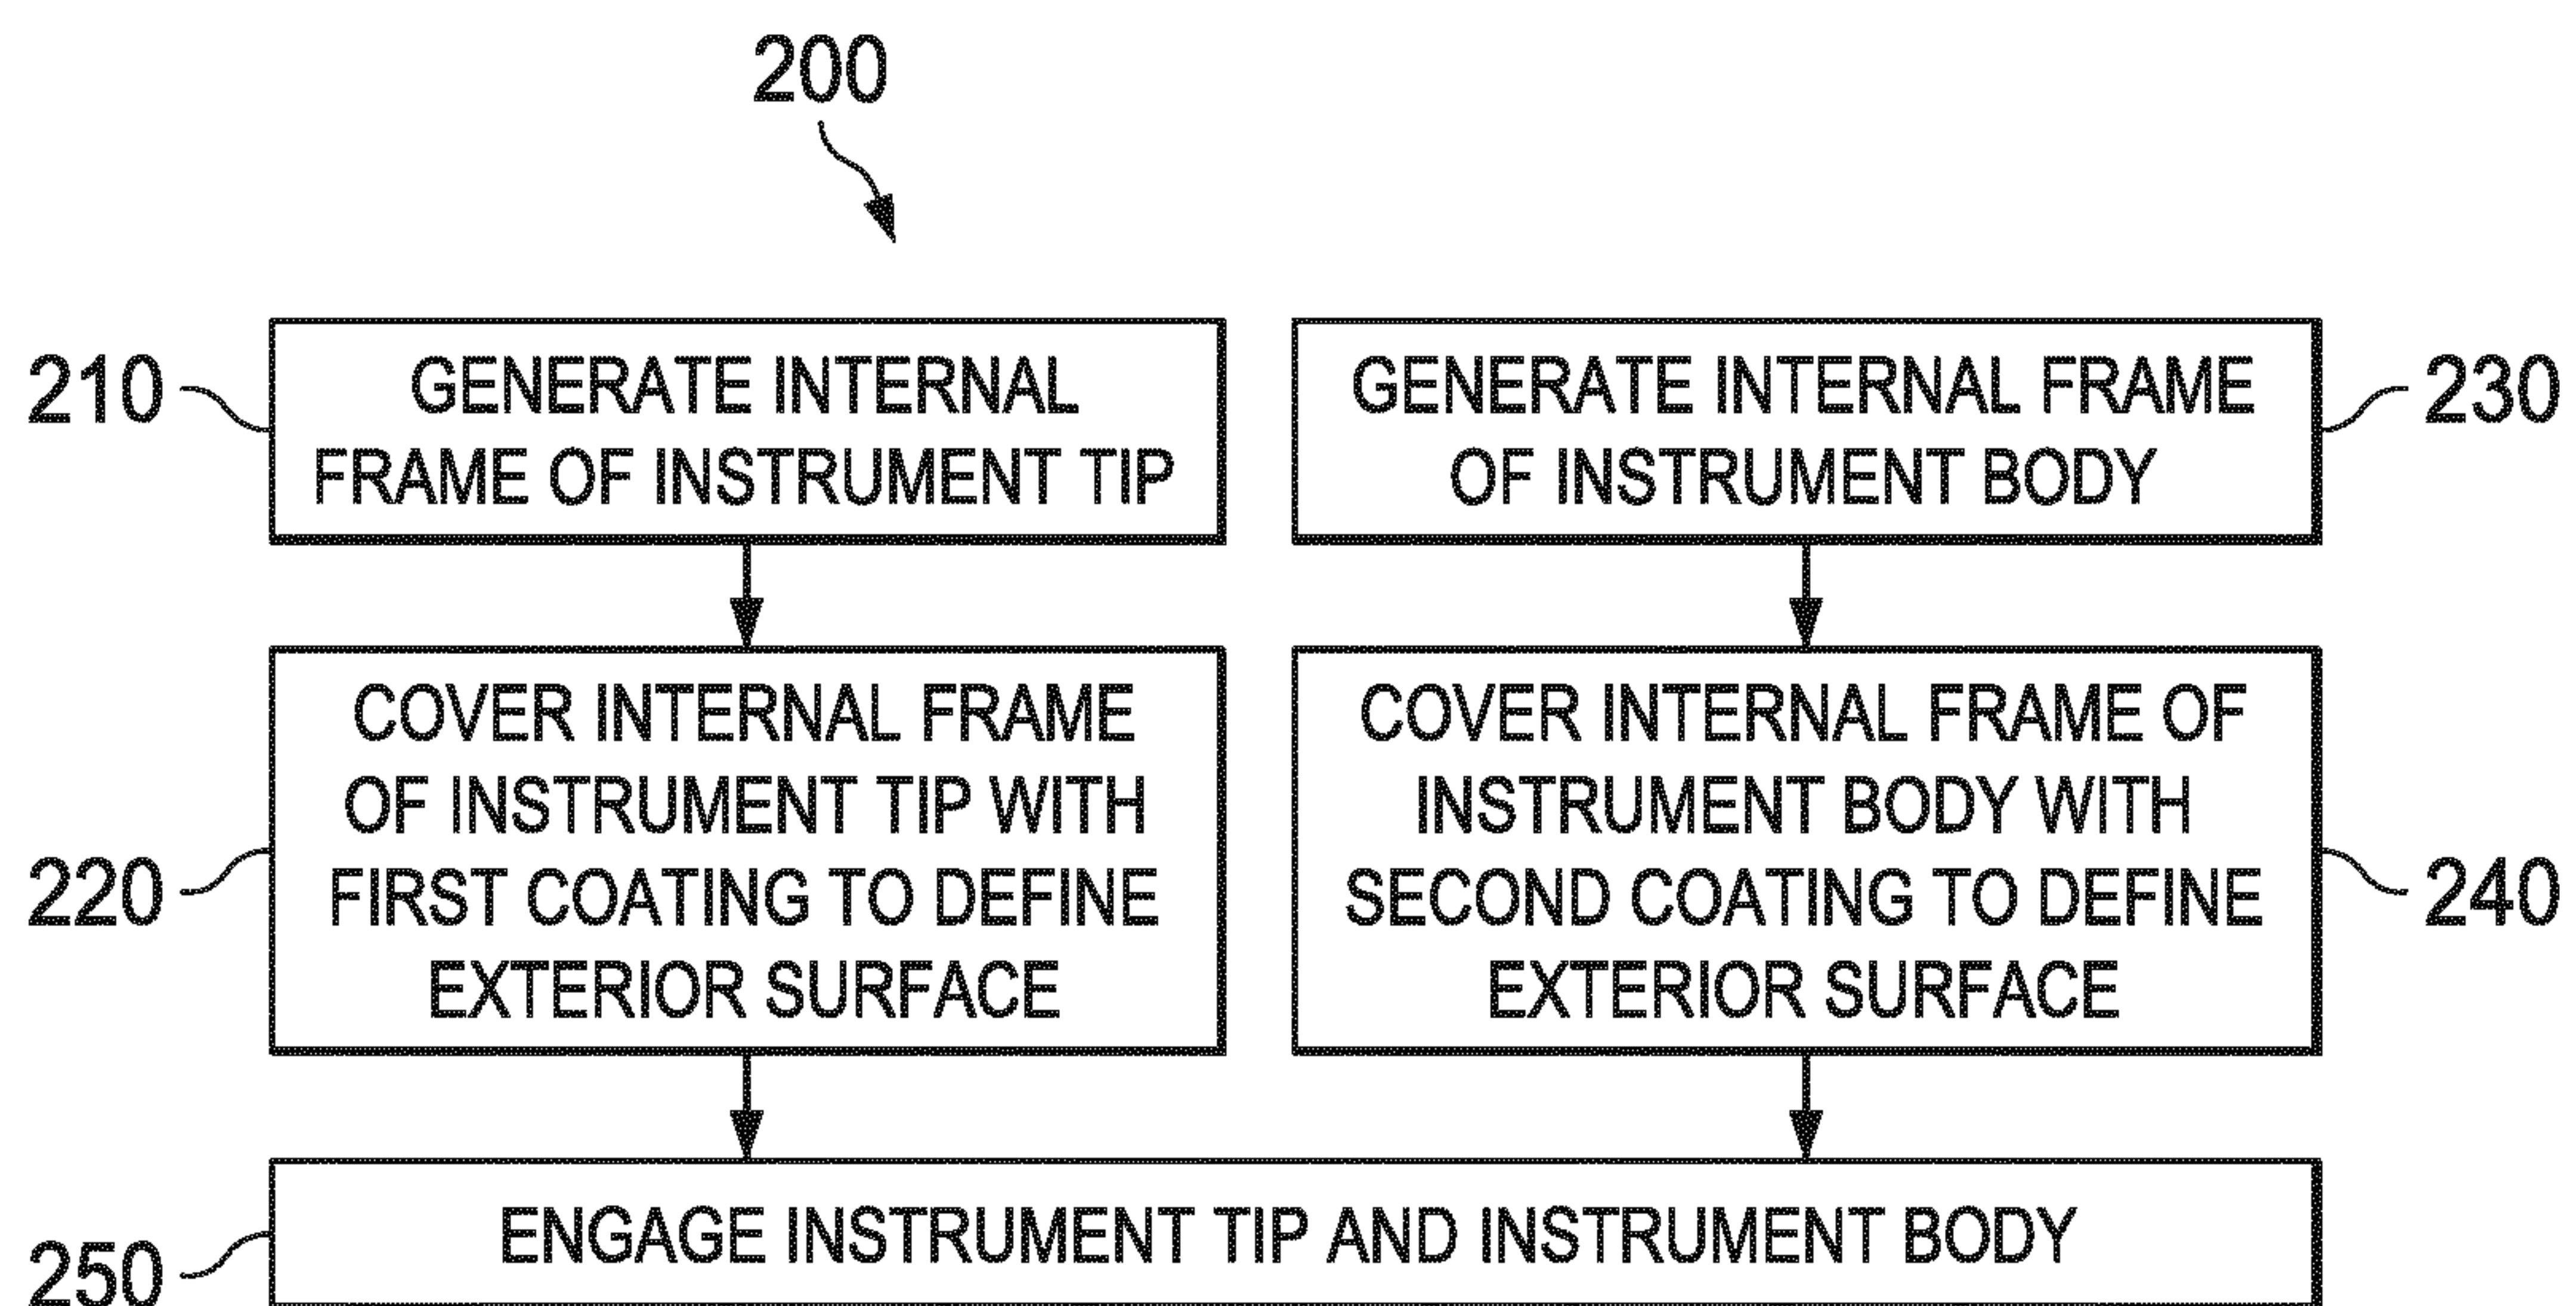 200
210
GENERATE INTERNAL
FRAME OF INSTRUMENT TIP
GENERATE INTERNAL FRAME
OF INSTRUMENT BODY
230
220
COVER INTERNAL FRAME
OF INSTRUMENT TIP WITH
FIRST COATING TO DEFINE
EXTERIOR SURFACE
COVER INTERNAL FRAME OF
INSTRUMENT BODY WITH
SECOND COATING TO DEFINE
EXTERIOR SURFACE
240
250
ENGAGE INSTRUMENT TIP AND INSTRUMENT BODY